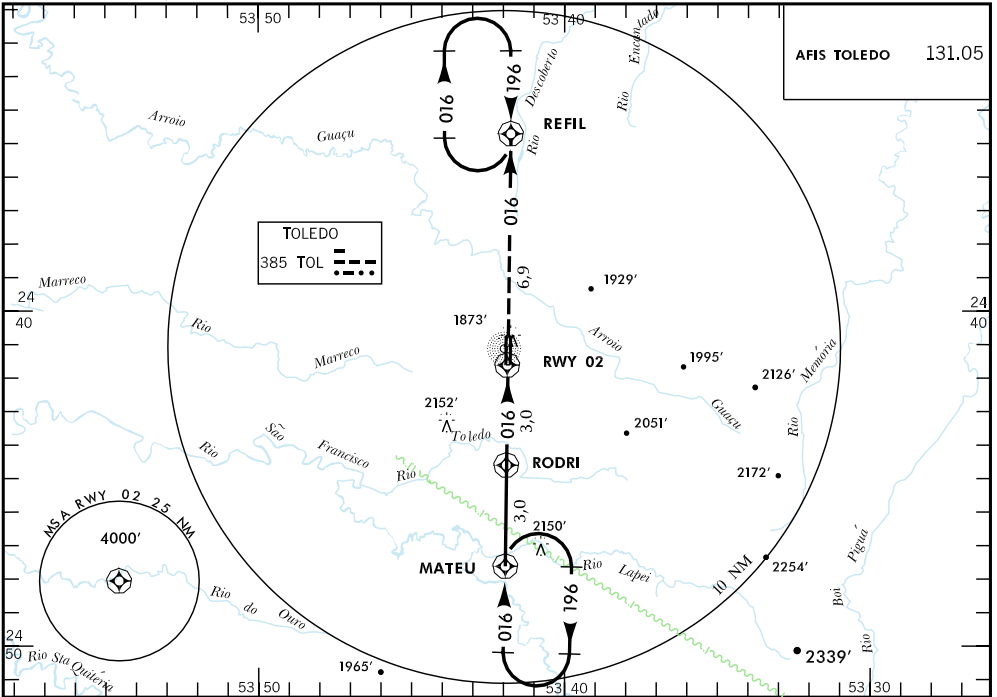 53 50
53 40
AFIS TOLEDO 131.05
016
196
Descoberto
Rio
Encantado
Rio
REFIL
Arroio
Guaçu
016
TOLEDO
385 TOL
6,9
1929'
Marreco
Rio
Marreco
24
40
24
40
1873'
RWY 02
Arroio
Guaçu
1995'
2126'
Memória
Rio
2152'
016
3,0
Toledo
Rio
2051'
São
Francisco
Rio
RODRI
2172'
3,0
MSA RWY 02 25 NM
4000'
2150'
MATEU
Rio
Lapei
10 NM
2254'
Piguá
Boi
Rio
Rio
do
Ouro
016
196
24
50
Rio Sta Quitéria
1965'
2339'
53 50
53 40
53 30